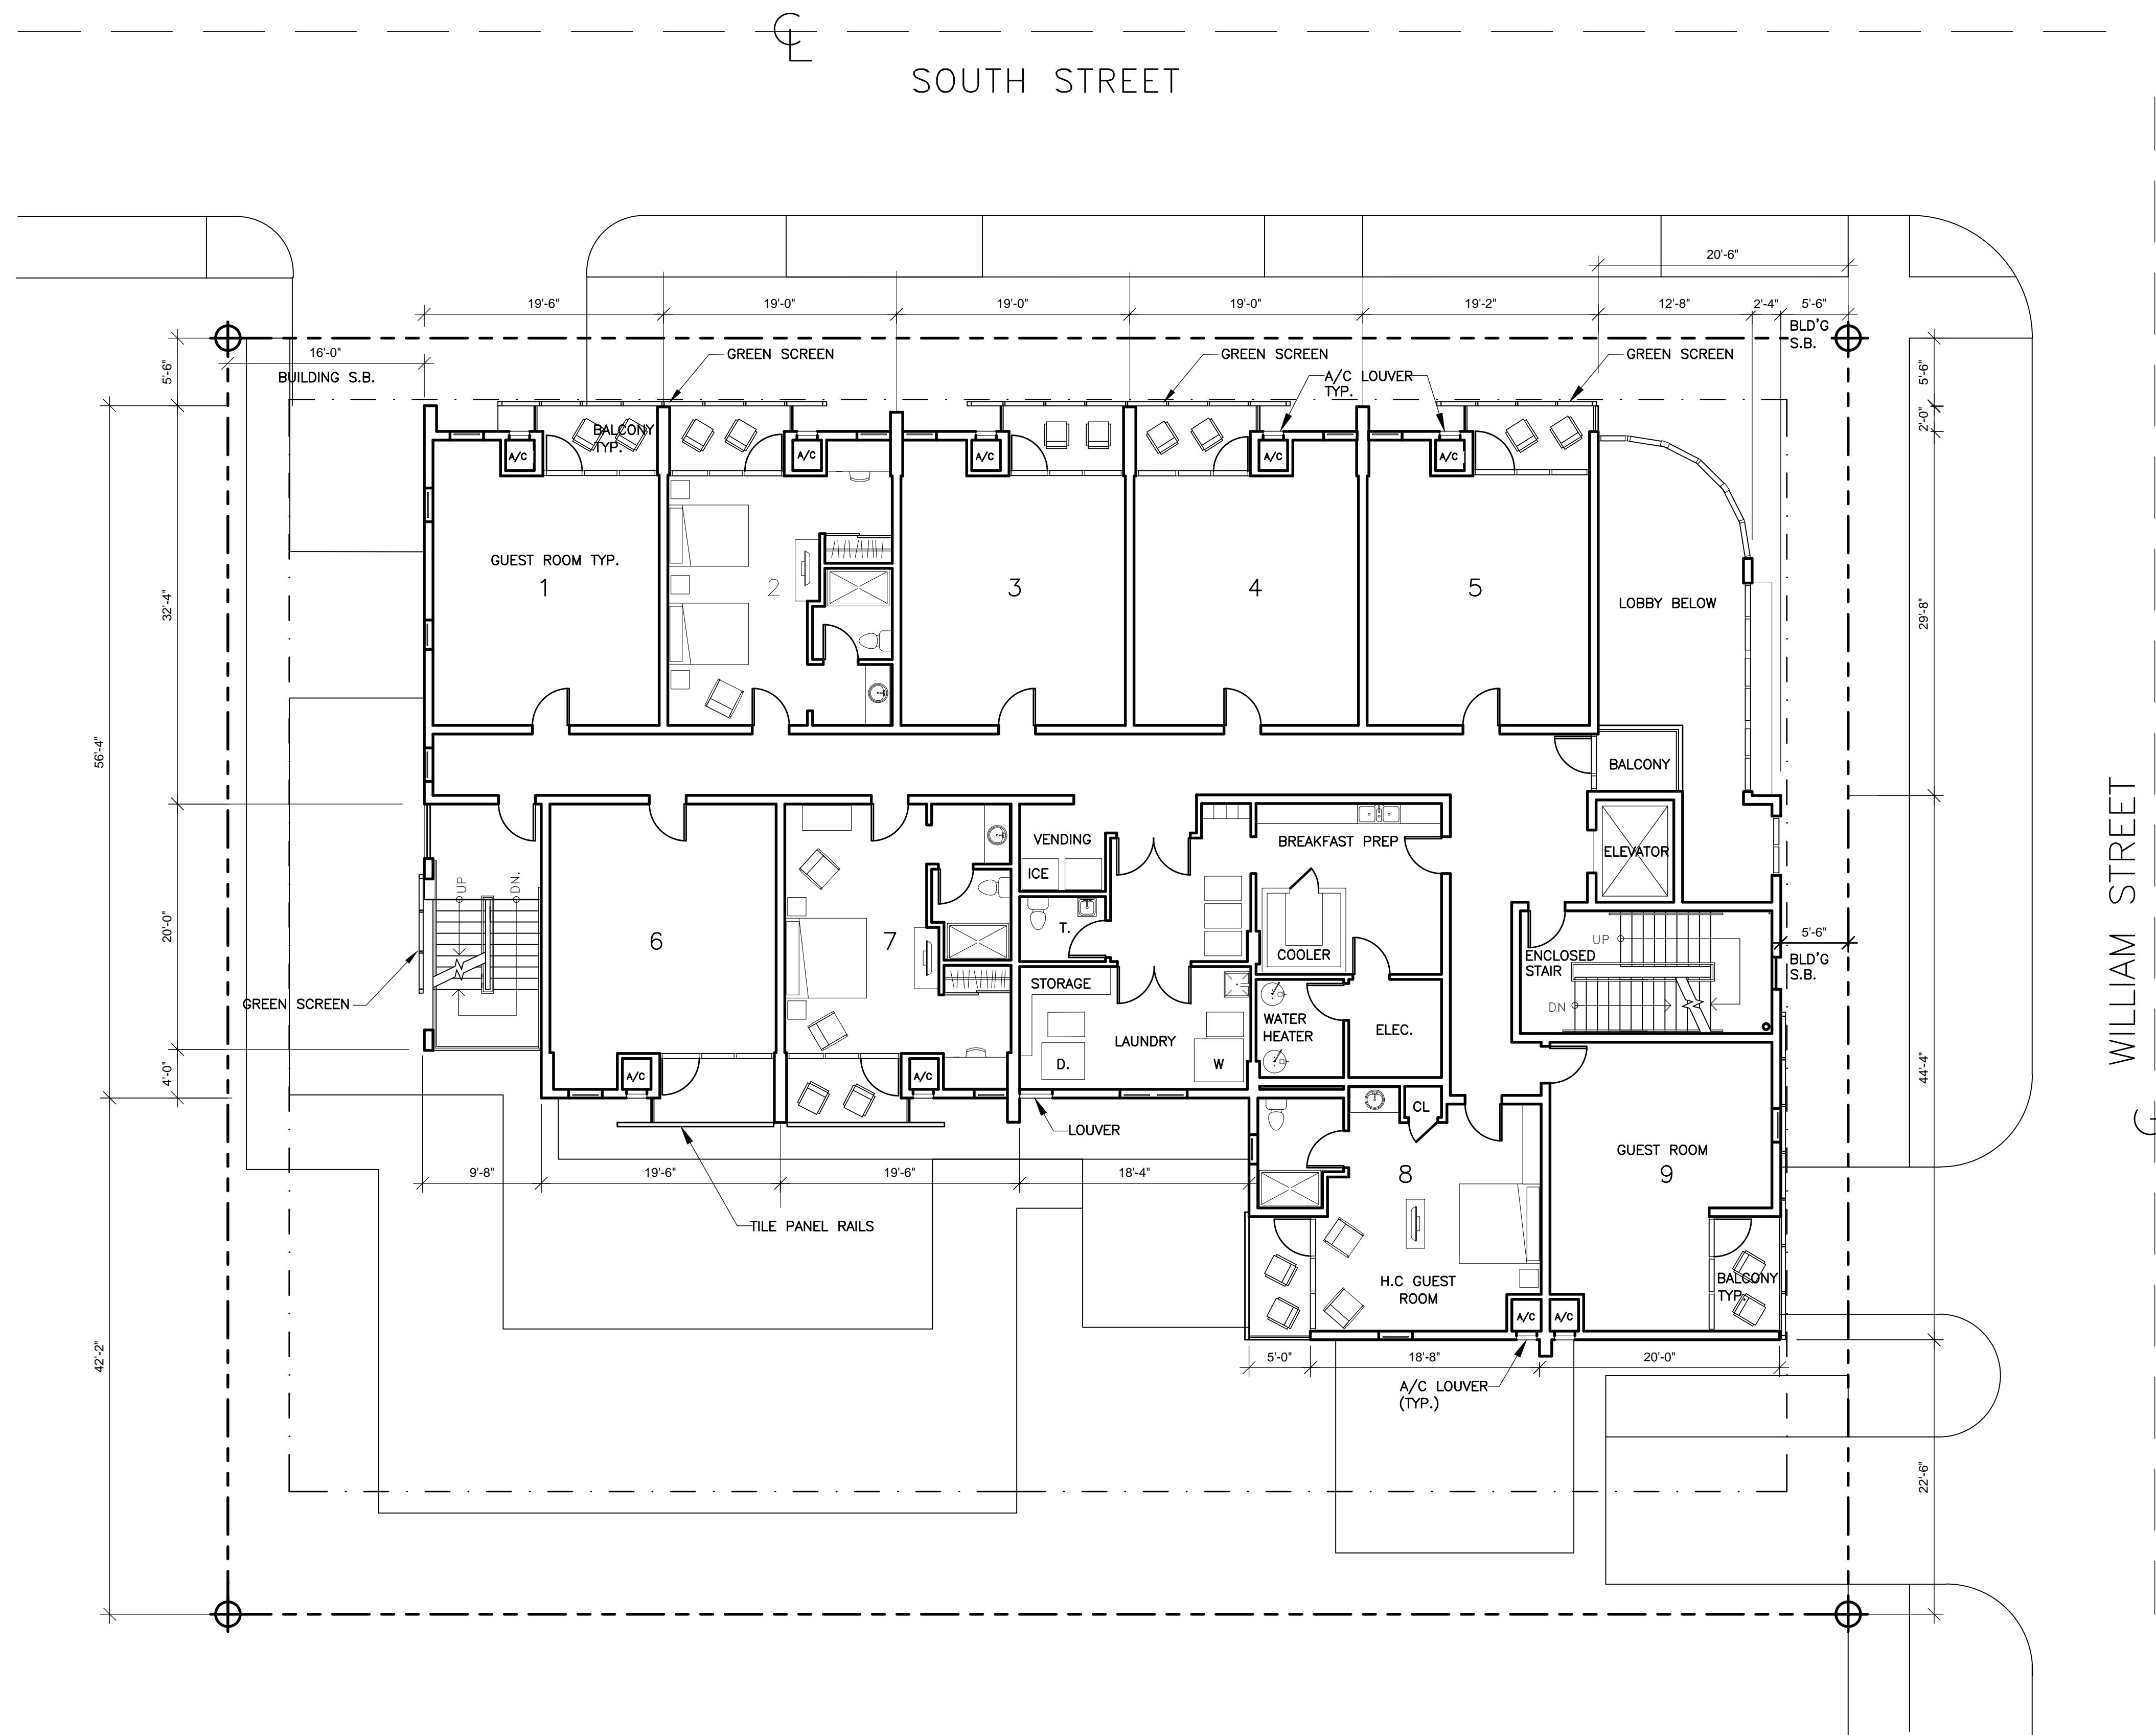 SOUTH STREET
20'-6"
19'-6"
19'-0"
19'-0"
19'-0"
19'-2"
12'-8"
2'-4"
5'-6"
BLD'G
S.B.
16'-0"
BUILDING S.B.
5'-6"
GREEN SCREEN
GREEN SCREEN
GREEN SCREEN
A/C LOUVER
TYP.
5'-6"
2'-0"
BALCONY
TYP.
A/C
A/C
A/C
A/C
A/C
GUEST ROOM TYP.
1
2
3
4
5
LOBBY BELOW
32'-4"
29'-8"
56'-4"
BALCONY
WILLIAM STREET
VENDING
ICE
BREAKFAST PREP
ELEVATOR
UP
DN.
20'-0"
6
7
T.
COOLER
UP
ENCLOSED
STAIR
DN
5'-6"
BLD'G
S.B.
GREEN SCREEN
STORAGE
WATER
HEATER
ELEC.
LAUNDRY
D.
W
4'-0"
44'-4"
A/C
A/C
CL
LOUVER
9'-8"
19'-6"
19'-6"
18'-4"
8
GUEST ROOM
9
TILE PANEL RAILS
H.C GUEST
ROOM
BALCONY
TYP.
A/C
A/C
42'-2"
5'-0"
18'-8"
20'-0"
A/C LOUVER
(TYP.)
22'-6"